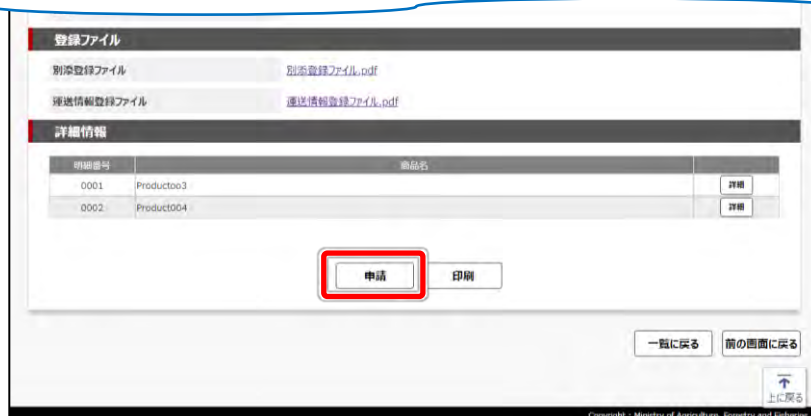 登録ファイル
別添登録ファイル 別添登録ファイル.pdf
運送情報登録ファイル 運送情報登録ファイル.pdf
詳細情報
明細番号 商品名
0001 Productoo3 詳細
0002 Product004 詳細
申請 印刷
一覧に戻る 前の画面に戻る
上に戻る
Copyright : Ministry of Agriculture, Forestry and Fisheries